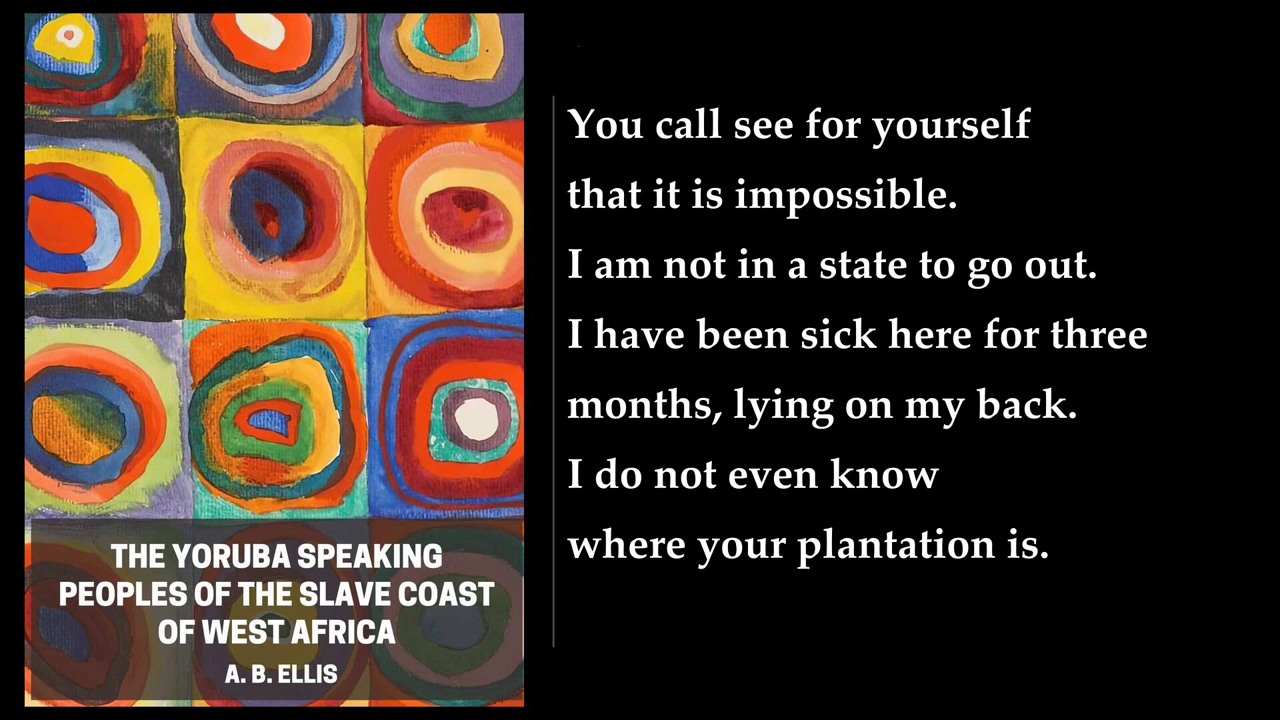 THE YORUBA SPEAKING
PEOPLES OF THE SLAVE COAST
OF WEST AFRICA
A. B. ELLIS
You call see for yourself
that it is impossible.
I am not in a state to go out.
I have been sick here for three
months, lying on my back.
I do not even know
where your plantation is.